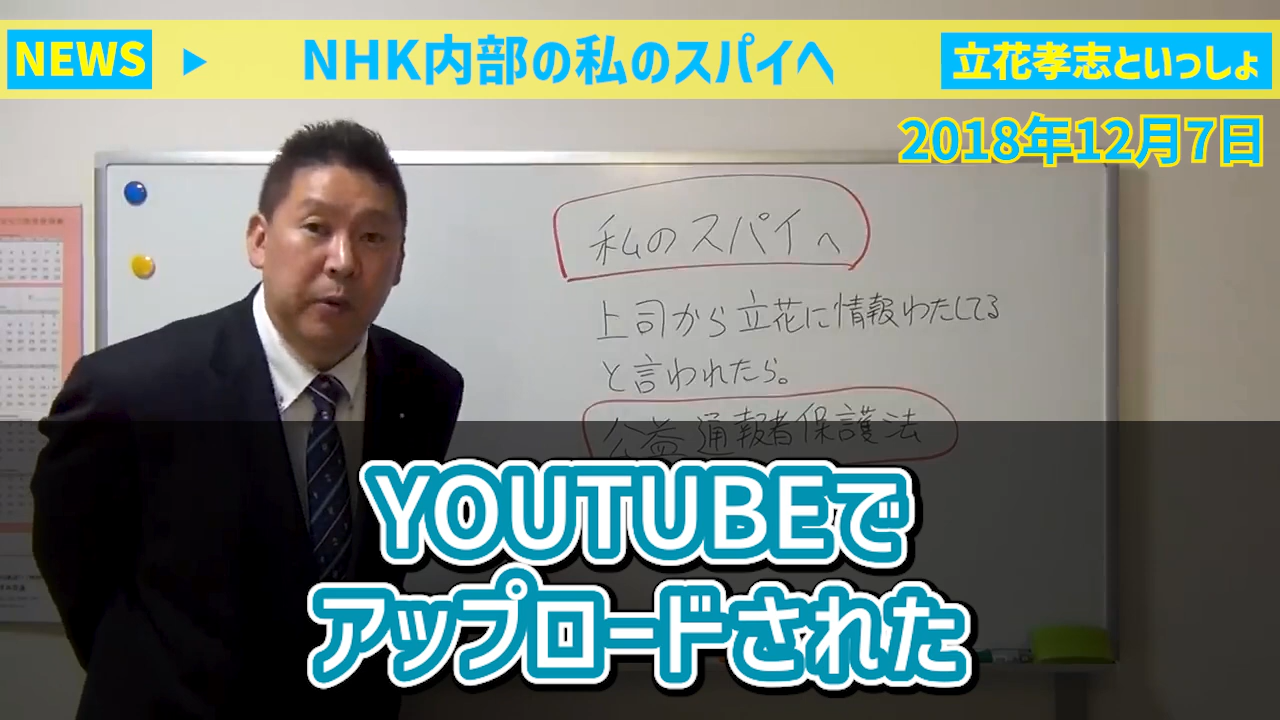 NEWS ▶ NHK内部の私のスパイへ 立花孝志といっしょ
2018年12月7日
私のスパイへ
上司から立花に情報わたしてる
と言われたら。
公益通報者保護法
YOUTUBEで
アップロードされた